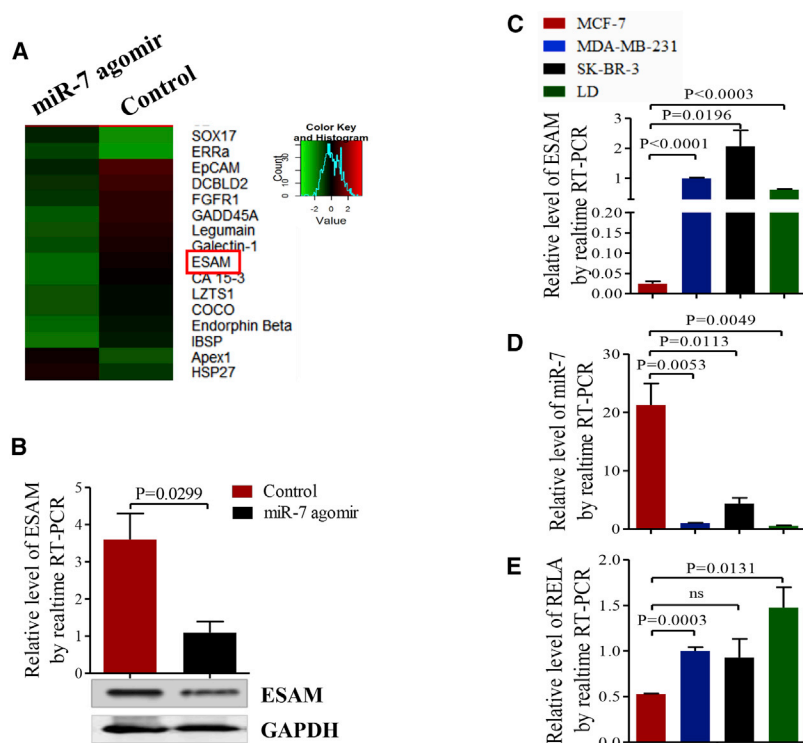 A
miR-7 agomir
Control
SOX17
ERRa
EpCAM
DCBLD2
FGFR1
GADD45A
Legumain
Galectin-1
ESAM
CA 15-3
LZTS1
COCO
Endorphin Beta
IBSP
Apex1
HSP27
Color Key
and Histogram
Count
0 10 30
-2 0 2
Value
B
Relative level of ESAM
by realtime RT-PCR
5
4
3
2
1
0
P=0.0299
Control
miR-7 agomir
ESAM
GAPDH
C
MCF-7
MDA-MB-231
SK-BR-3
LD
Relative level of ESAM
by realtime RT-PCR
P<0.0003
P=0.0196
P<0.0001
3
2
1
0.20
0.15
0.10
0.05
0.00
D
Relative level of miR-7
by realtime RT-PCR
P=0.0049
P=0.0113
P=0.0053
30
20
10
0
E
Relative level of RELA
by realtime RT-PCR
P=0.0131
ns
P=0.0003
2.0
1.5
1.0
0.5